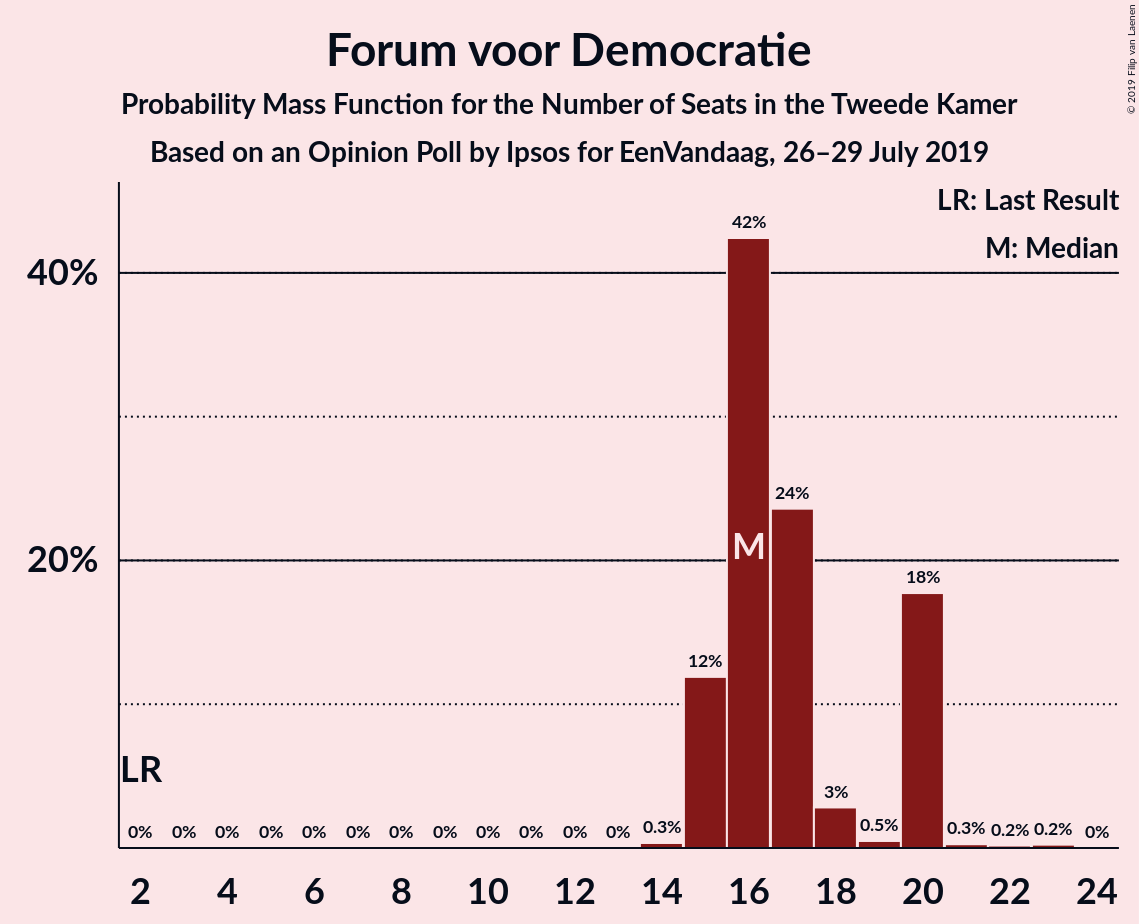 Forum voor Democratie
Probability Mass Function for the Number of Seats in the Tweede Kamer
Based on an Opinion Poll by Ipsos for EenVandaag, 26–29 July 2019
© 2019 Filip van Laenen
LR: Last Result
M: Median
42%
40%
24%
M
20%
18%
12%
LR
3%
0% 0% 0% 0% 0% 0% 0% 0% 0% 0% 0% 0% 0.3% 0.5% 0.3% 0.2% 0.2% 0%
2 4 6 8 10 12 14 16 18 20 22 24